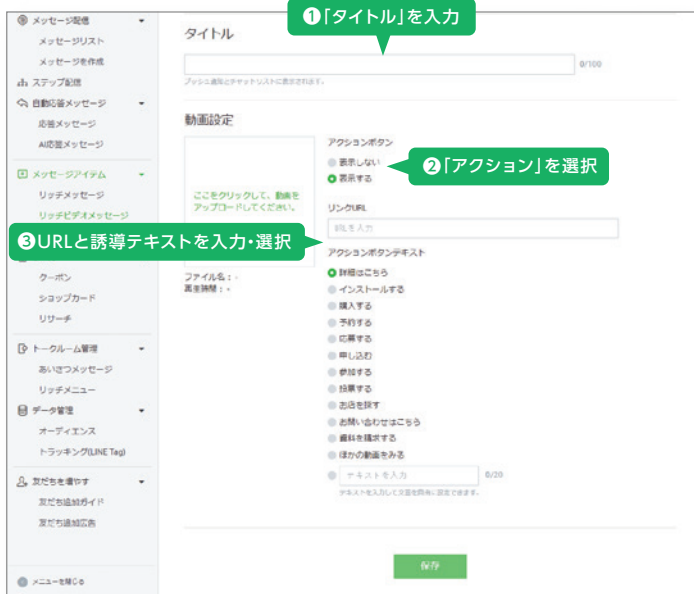 メッセージ配信
メッセージリスト
メッセージを作成
ステップ配信
自動応答メッセージ
応答メッセージ
AI応答メッセージ
メッセージアイテム
リッチメッセージ
リッチビデオメッセージ
クーポン
ショップカード
リサーチ
トークルーム管理
あいさつメッセージ
リッチメニュー
データ管理
オーディエンス
トラッキング(LINE Tag)
友だちを増やす
友だち追加ガイド
友だち追加広告
メニューを閉じる
❶「タイトル」を入力
タイトル
0/100
プッシュ通知とチャットリストに表示されます。
動画設定
ここをクリックして、動画を
アップロードしてください。
ファイル名：-
再生時間：-
アクションボタン
表示しない
表示する
❷「アクション」を選択
リンクURL
URLを入力
❸URLと誘導テキストを入力・選択
アクションボタンテキスト
詳細はこちら
インストールする
購入する
予約する
応募する
申し込む
参加する
投票する
お店を探す
お問い合わせはこちら
資料を請求する
ほかの動画をみる
テキストを入力
0/20
テキストを入力して文言を自由に設定できます。
保存